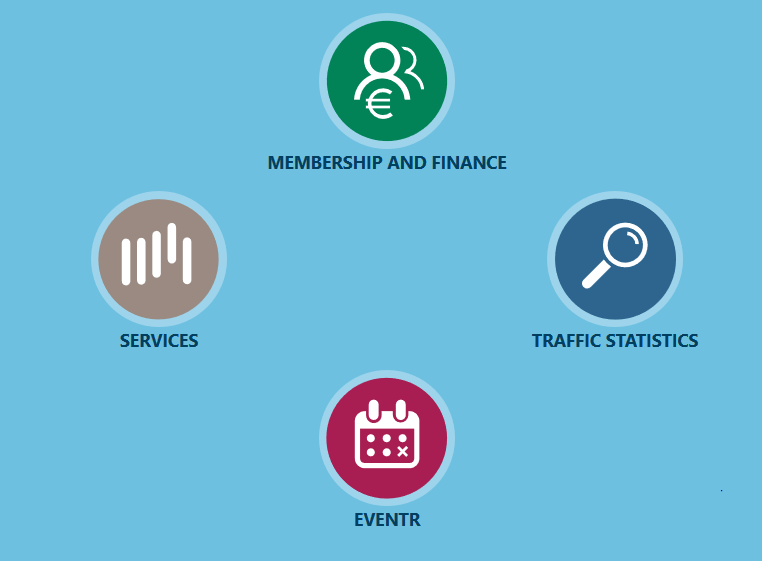 MEMBERSHIP AND FINANCE
SERVICES
TRAFFIC STATISTICS
EVENTR